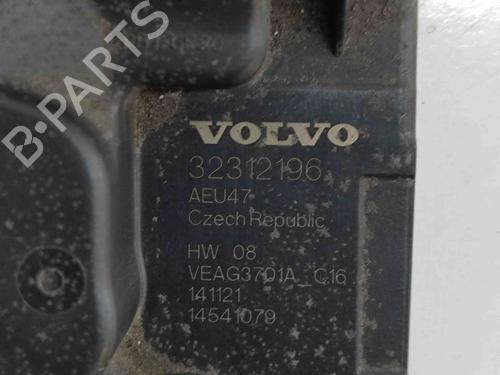 B-PARTS
VOLVO
32312196
AEU47
Czech Republic
HW 08
VEAG3701A_C16
141121
14541079